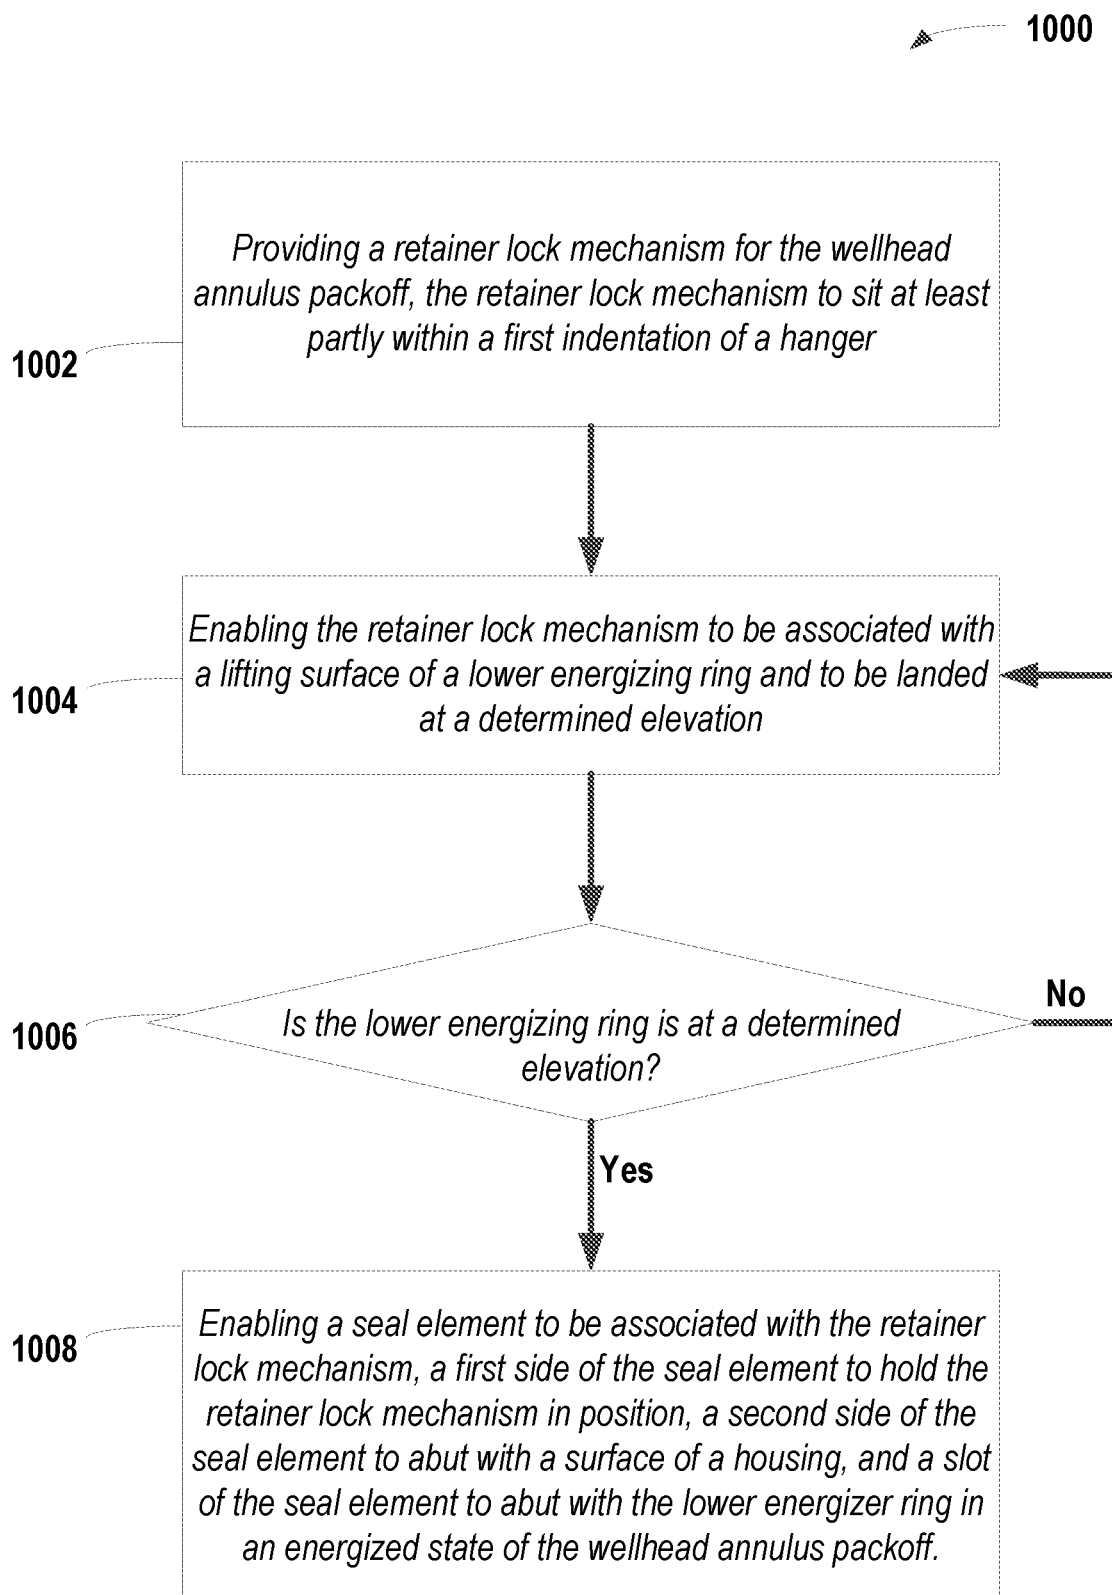 1000
Providing a retainer lock mechanism for the wellhead
annulus packoff, the retainer lock mechanism to sit at least
partly within a first indentation of a hanger
1002
Enabling the retainer lock mechanism to be associated with
a lifting surface of a lower energizing ring and to be landed
at a determined elevation
1004
Is the lower energizing ring is at a determined
elevation?
1006
No
Yes
Enabling a seal element to be associated with the retainer
lock mechanism, a first side of the seal element to hold the
retainer lock mechanism in position, a second side of the
seal element to abut with a surface of a housing, and a slot
of the seal element to abut with the lower energizer ring in
an energized state of the wellhead annulus packoff.
1008